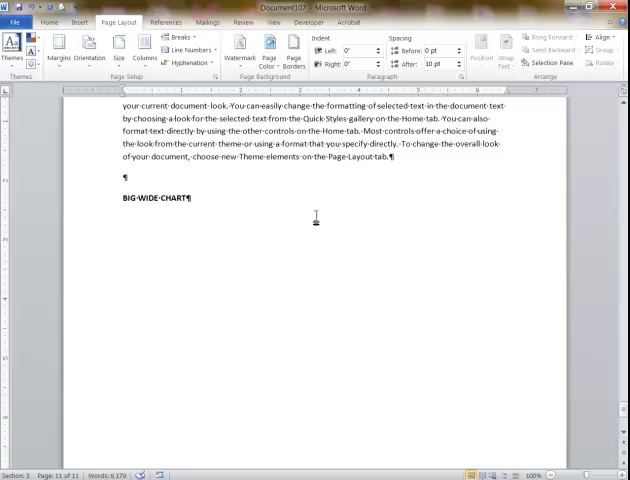 Document107 - Microsoft Word
File Home Insert Page Layout References Mailings Review View Developer Acrobat
Themes
Themes
Margins Orientation Size Columns
Breaks
Line Numbers
Hyphenation
Page Setup
Watermark Page Color Page Borders
Page Background
Indent
Left: 0"
Right: 0"
Spacing
Before: 0 pt
After: 10 pt
Paragraph
Position Wrap Text
Bring Forward
Send Backward
Selection Pane
Align
Group
Rotate
Arrange
your·current·document·look.·You·can·easily·change·the·formatting·of·selected·text·in·the·document·text·
by·choosing·a·look·for·the·selected·text·from·the·Quick·Styles·gallery·on·the·Home·tab.·You·can·also·
format·text·directly·by·using·the·other·controls·on·the·Home·tab.·Most·controls·offer·a·choice·of·using·
the·look·from·the·current·theme·or·using·a·format·that·you·specify·directly.·To·change·the·overall·look·
of·your·document,·choose·new·Theme·elements·on·the·Page·Layout·tab.¶
¶
BIG·WIDE·CHART¶
Section: 3 Page: 11 of 11 Words: 6,179 100%